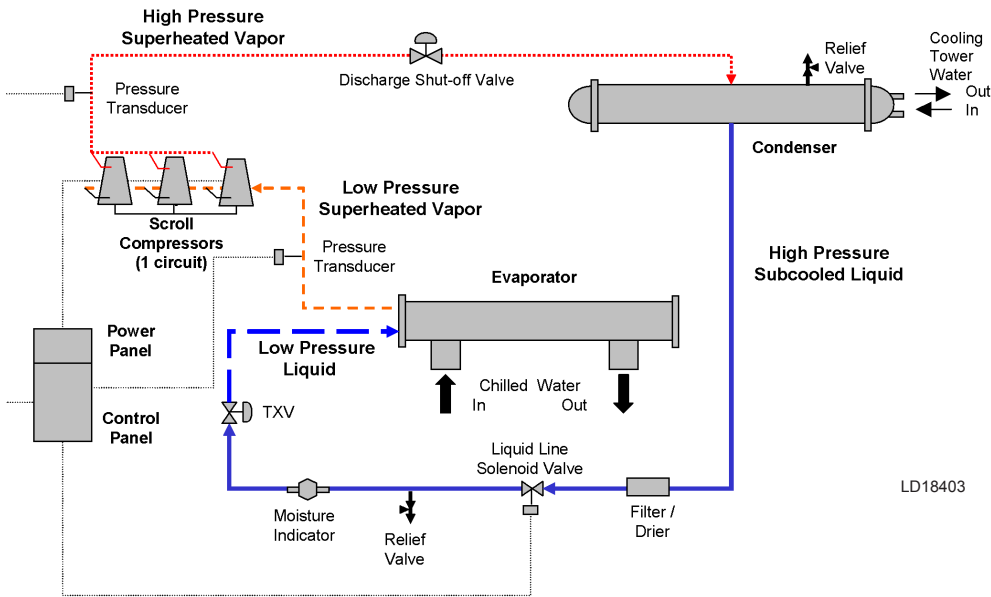 High Pressure
Superheated Vapor
Discharge Shut-off Valve
Relief
Valve
Cooling
Tower
Water
Out
In
Pressure
Transducer
Condenser
Low Pressure
Superheated Vapor
Scroll
Compressors
(1 circuit)
Pressure
Transducer
High Pressure
Subcooled Liquid
Evaporator
Power
Panel
Low Pressure
Liquid
Chilled Water
In Out
Control
Panel
TXV
Liquid Line
Solenoid Valve
Moisture
Indicator
Relief
Valve
Filter /
Drier
LD18403